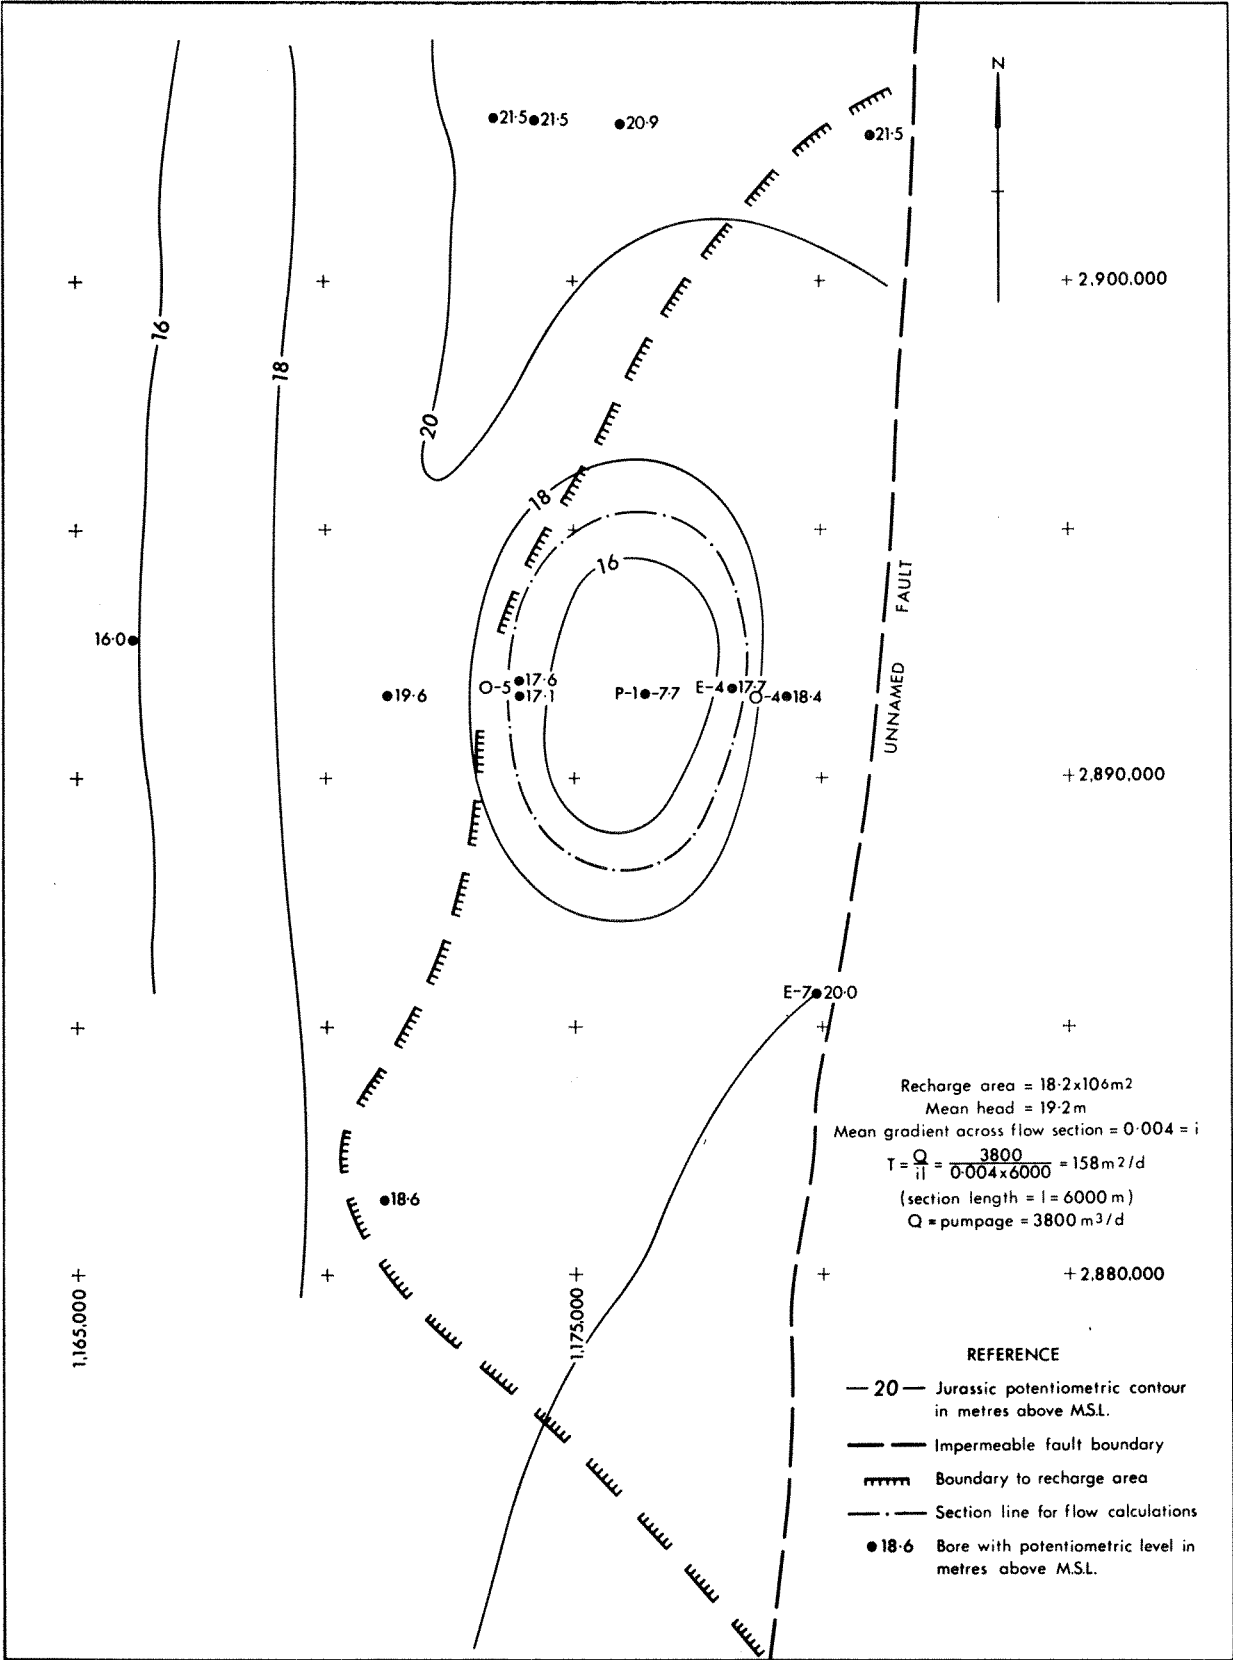 N
21·5
21·5
20·9
21·5
2,900,000
16
18
20
18
16
UNNAMED FAULT
16·0
19·6
O-5
17·6
17·1
P-1
-7·7
E-4
17·7
O-4
18·4
2,890,000
E-7
20·0
Recharge area = 18·2x106m2
Mean head = 19·2m
Mean gradient across flow section = 0·004 = i
T = Q/il = 3800/0·004x6000 = 158m2/d
(section length = l = 6000 m)
Q = pumpage = 3800 m3/d
18·6
2,880,000
1,165,000
1,175,000
REFERENCE
20 Jurassic potentiometric contour
in metres above M.S.L.
Impermeable fault boundary
Boundary to recharge area
Section line for flow calculations
18·6 Bore with potentiometric level in
metres above M.S.L.